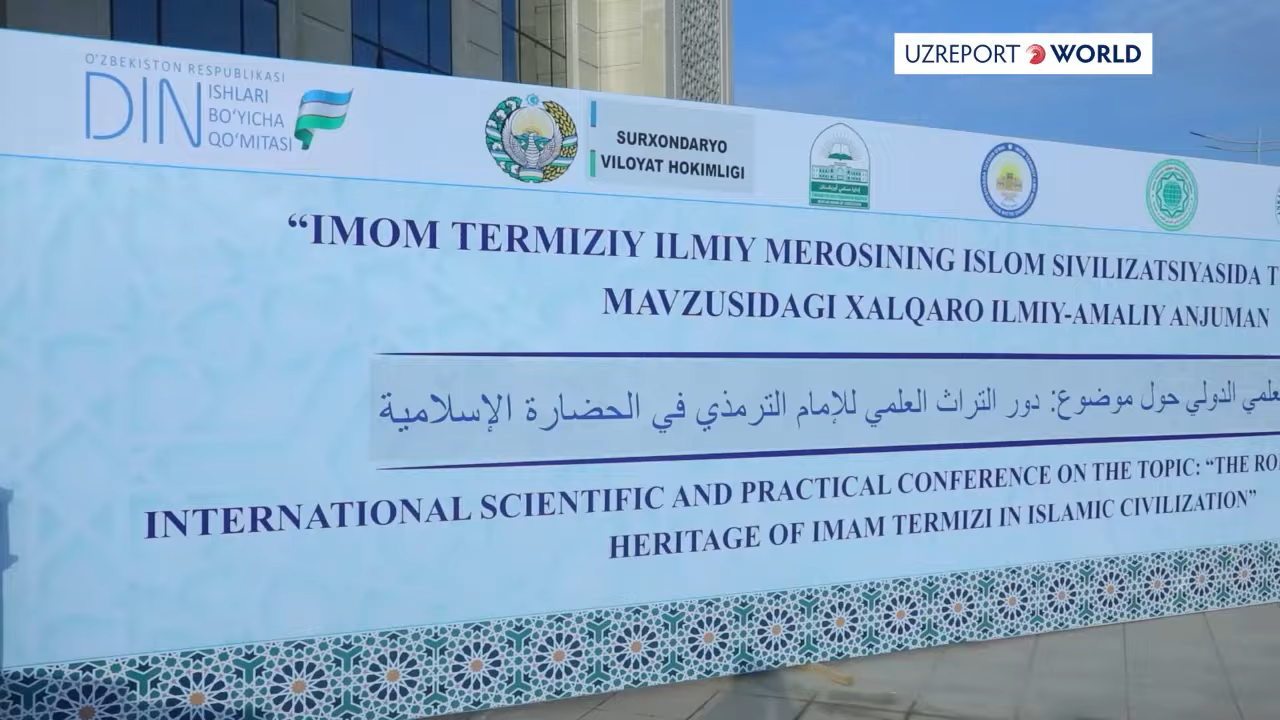 UZREPORT WORLD
O'ZBEKISTON RESPUBLIKASI
DIN ISHLARI
BO'YICHA
QO'MITASI
SURXONDARYO
VILOYAT HOKIMLIGI
“IMOM TERMIZIY ILMIY MEROSINING ISLOM SIVILIZATSIYASIDA T
MAVZUSIDAGI XALQARO ILMIY-AMALIY ANJUMAN
الدولي حول موضوع: دور التراث العلمي للإمام الترمذي في الحضارة الإسلامية
INTERNATIONAL SCIENTIFIC AND PRACTICAL CONFERENCE ON THE TOPIC: “THE RO
HERITAGE OF IMAM TERMIZI IN ISLAMIC CIVILIZATION”